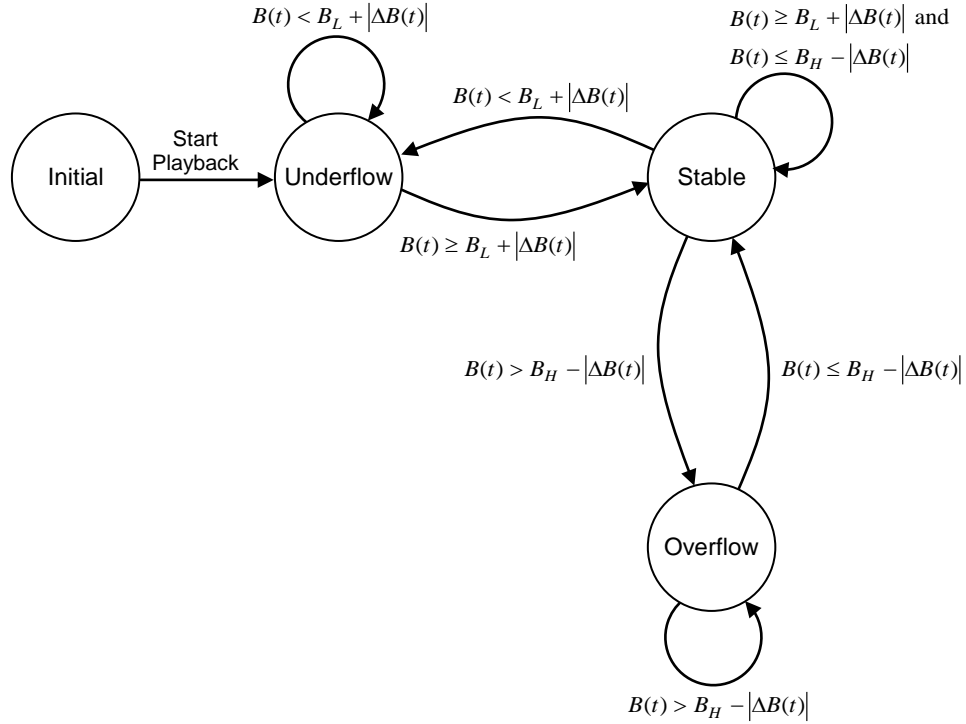 B(t) < B_L + |ΔB(t)|
B(t) ≥ B_L + |ΔB(t)| and
B(t) ≤ B_H − |ΔB(t)|
B(t) < B_L + |ΔB(t)|
Start
Playback
Initial
Underflow
Stable
B(t) ≥ B_L + |ΔB(t)|
B(t) > B_H − |ΔB(t)|
B(t) ≤ B_H − |ΔB(t)|
Overflow
B(t) > B_H − |ΔB(t)|